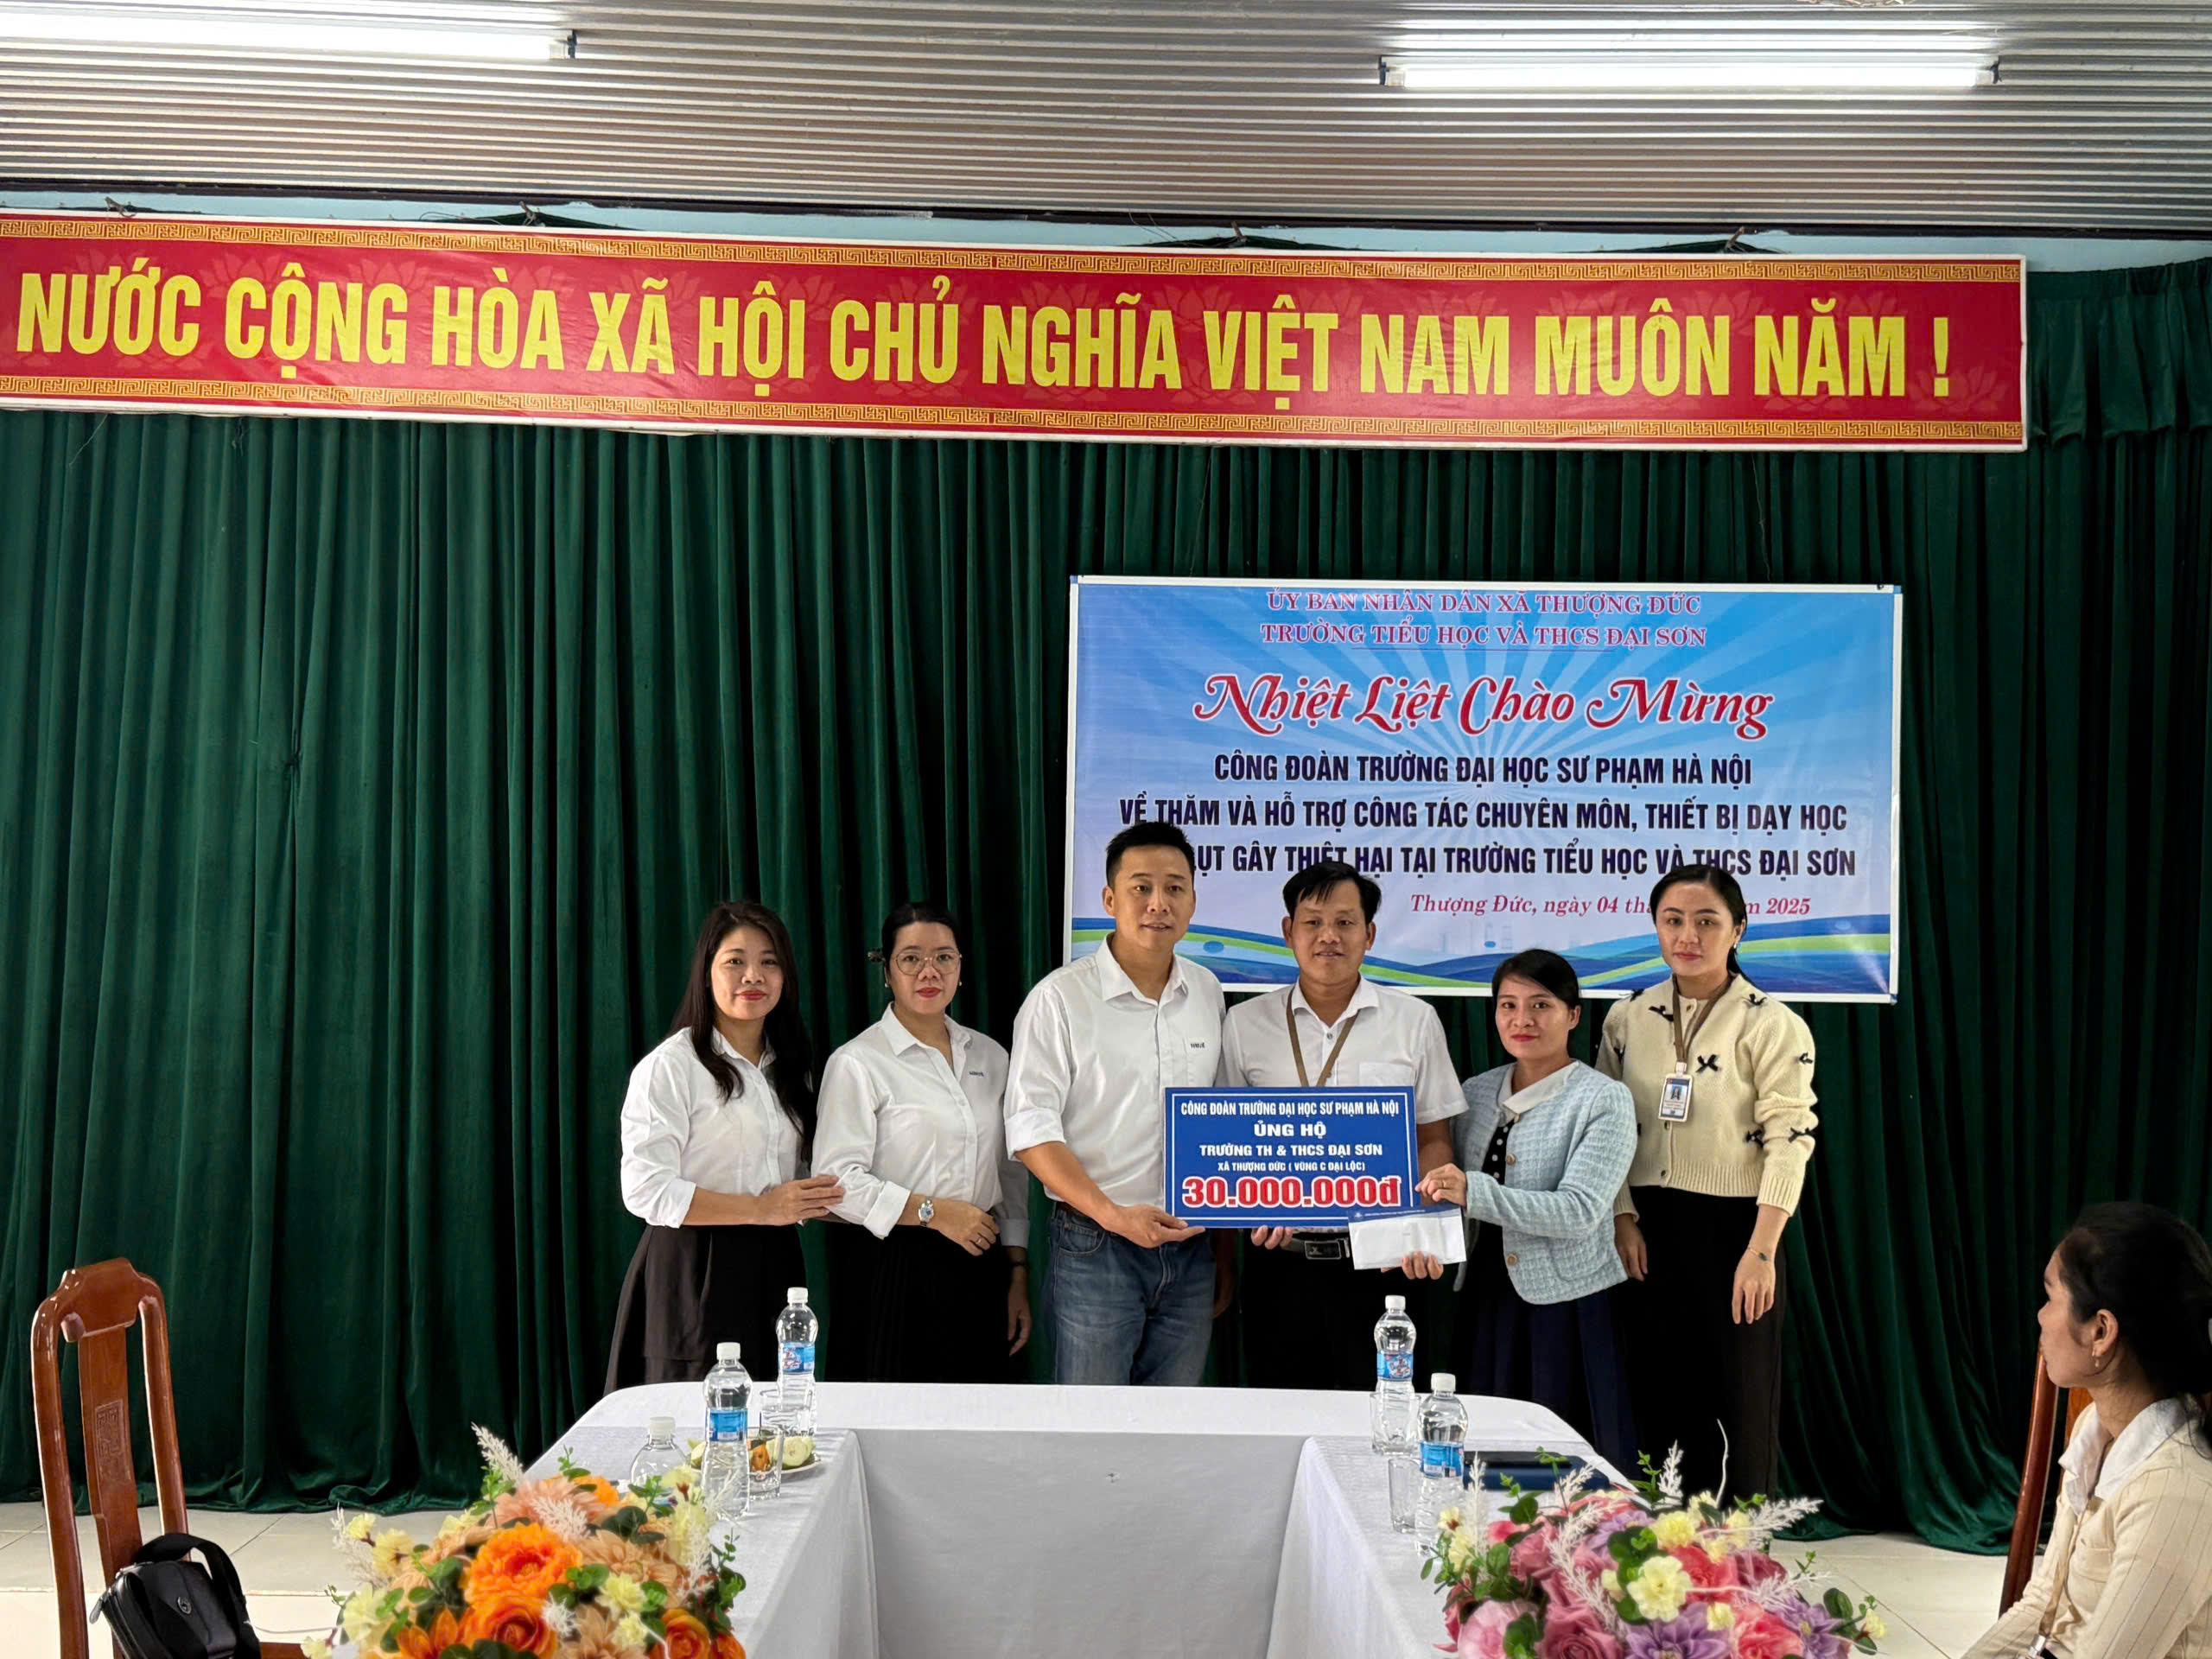 NƯỚC CỘNG HÒA XÃ HỘI CHỦ NGHĨA VIỆT NAM MUÔN NĂM !
ỦY BAN NHÂN DÂN XÃ THƯỢNG ĐỨC
TRƯỜNG TIỂU HỌC VÀ THCS ĐẠI SƠN
Nhiệt Liệt Chào Mừng
CÔNG ĐOÀN TRƯỜNG ĐẠI HỌC SƯ PHẠM HÀ NỘI
VỀ THĂM VÀ HỖ TRỢ CÔNG TÁC CHUYÊN MÔN, THIẾT BỊ DẠY HỌC
GÂY THIỆT HẠI TẠI TRƯỜNG TIỂU HỌC VÀ THCS ĐẠI SƠN
Thượng Đức, ngày 04 2025
CÔNG ĐOÀN TRƯỜNG ĐẠI HỌC SƯ PHẠM HÀ NỘI
ỦNG HỘ
TRƯỜNG TH & THCS ĐẠI SƠN
XÃ THƯỢNG ĐỨC ( VÙNG C ĐẠI LỘC)
30.000.000đ